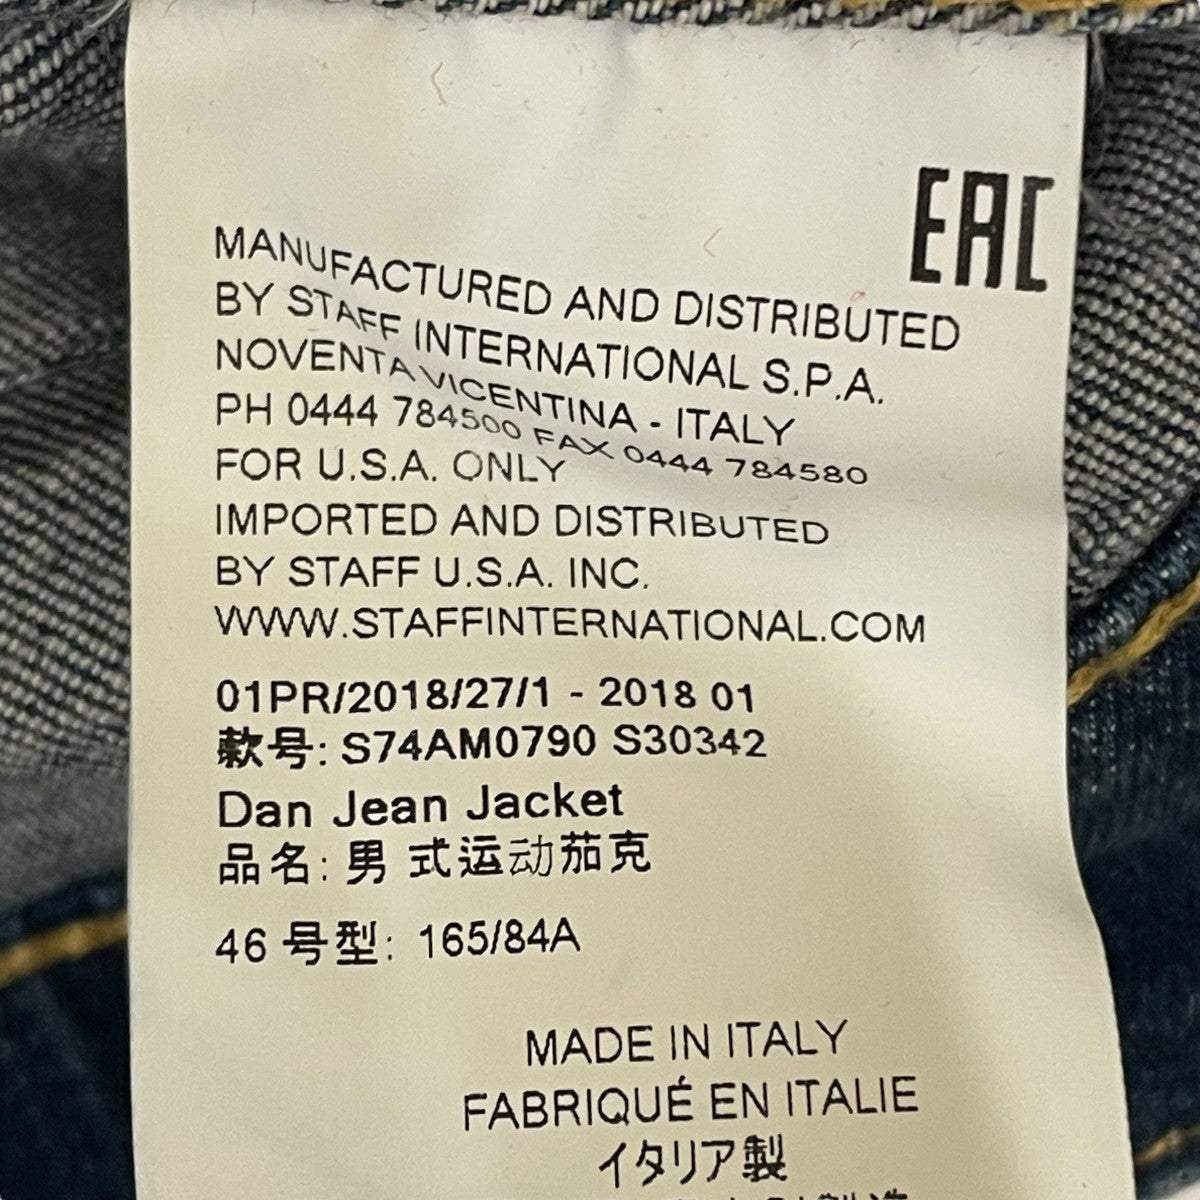 EAC
MANUFACTURED AND DISTRIBUTED
BY STAFF INTERNATIONAL S.P.A.
NOVENTA VICENTINA - ITALY
PH 0444 784500 FAX 0444 784580
FOR U.S.A. ONLY
IMPORTED AND DISTRIBUTED
BY STAFF U.S.A. INC.
WWW.STAFFINTERNATIONAL.COM
01PR/2018/27/1 - 2018 01
款号: S74AM0790 S30342
Dan Jean Jacket
品名: 男 式运动茄克
46 号型: 165/84A
MADE IN ITALY
FABRIQUÉ EN ITALIE
イタリア製